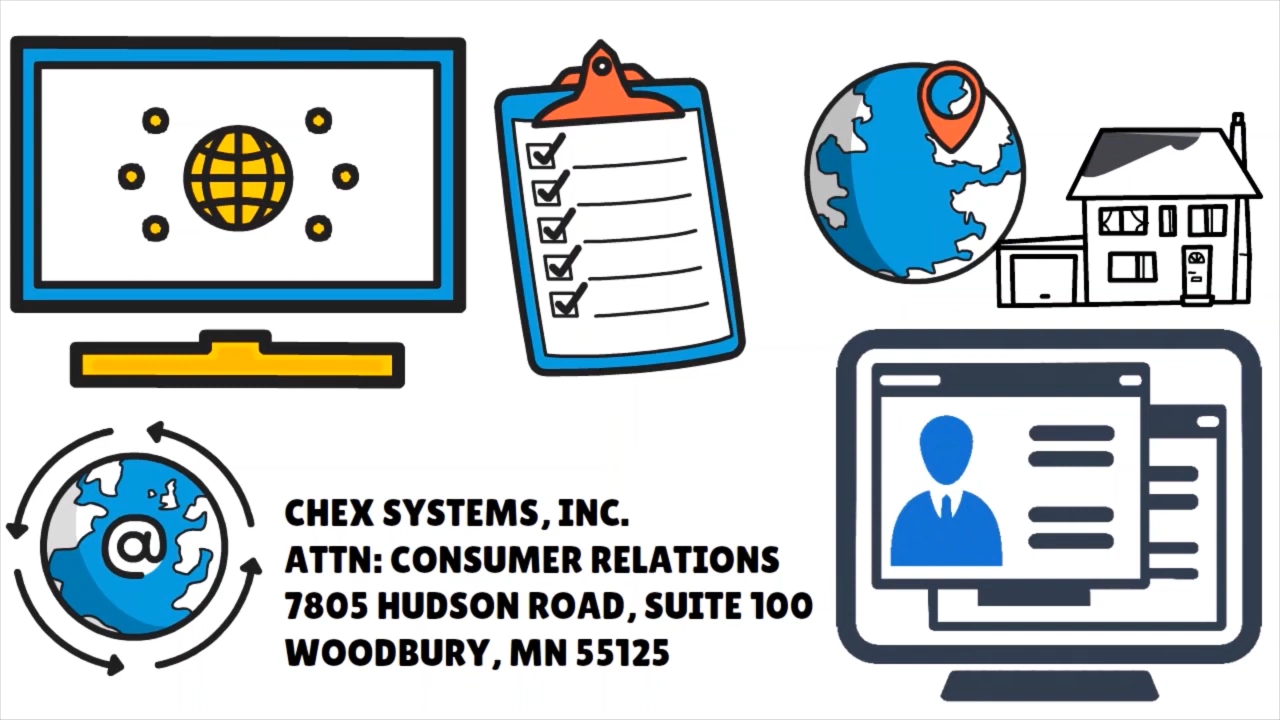 @
CHEX SYSTEMS, INC.
ATTN: CONSUMER RELATIONS
7805 HUDSON ROAD, SUITE 100
WOODBURY, MN 55125